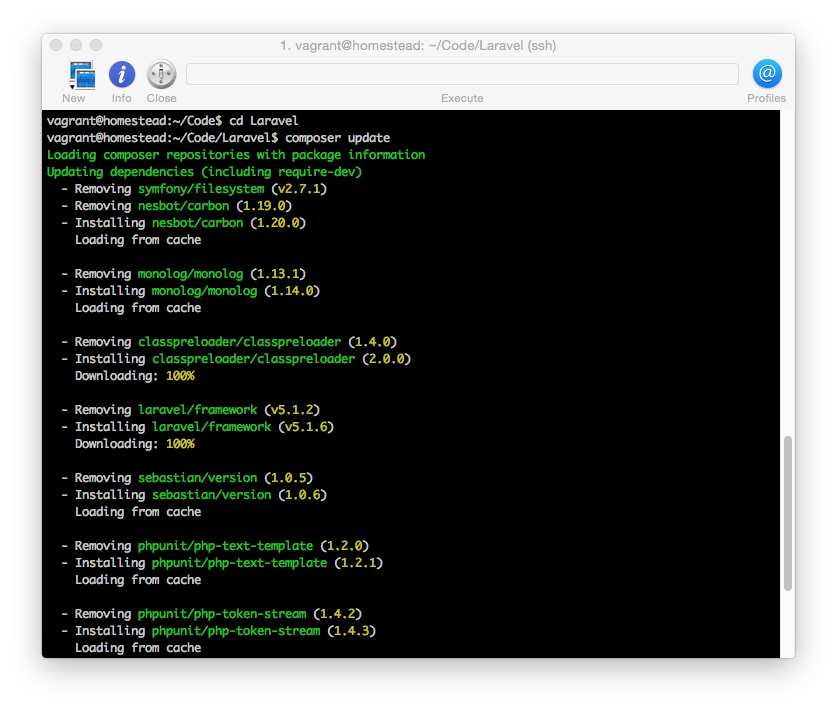 1. vagrant@homestead: ~/Code/Laravel (ssh)
New Info Close Execute @ Profiles
vagrant@homestead:~/Code$ cd Laravel
vagrant@homestead:~/Code/Laravel$ composer update
Loading composer repositories with package information
Updating dependencies (including require-dev)
- Removing symfony/filesystem (v2.7.1)
- Removing nesbot/carbon (1.19.0)
- Installing nesbot/carbon (1.20.0)
Loading from cache
- Removing monolog/monolog (1.13.1)
- Installing monolog/monolog (1.14.0)
Loading from cache
- Removing classpreloader/classpreloader (1.4.0)
- Installing classpreloader/classpreloader (2.0.0)
Downloading: 100%
- Removing laravel/framework (v5.1.2)
- Installing laravel/framework (v5.1.6)
Downloading: 100%
- Removing sebastian/version (1.0.5)
- Installing sebastian/version (1.0.6)
Loading from cache
- Removing phpunit/php-text-template (1.2.0)
- Installing phpunit/php-text-template (1.2.1)
Loading from cache
- Removing phpunit/php-token-stream (1.4.2)
- Installing phpunit/php-token-stream (1.4.3)
Loading from cache